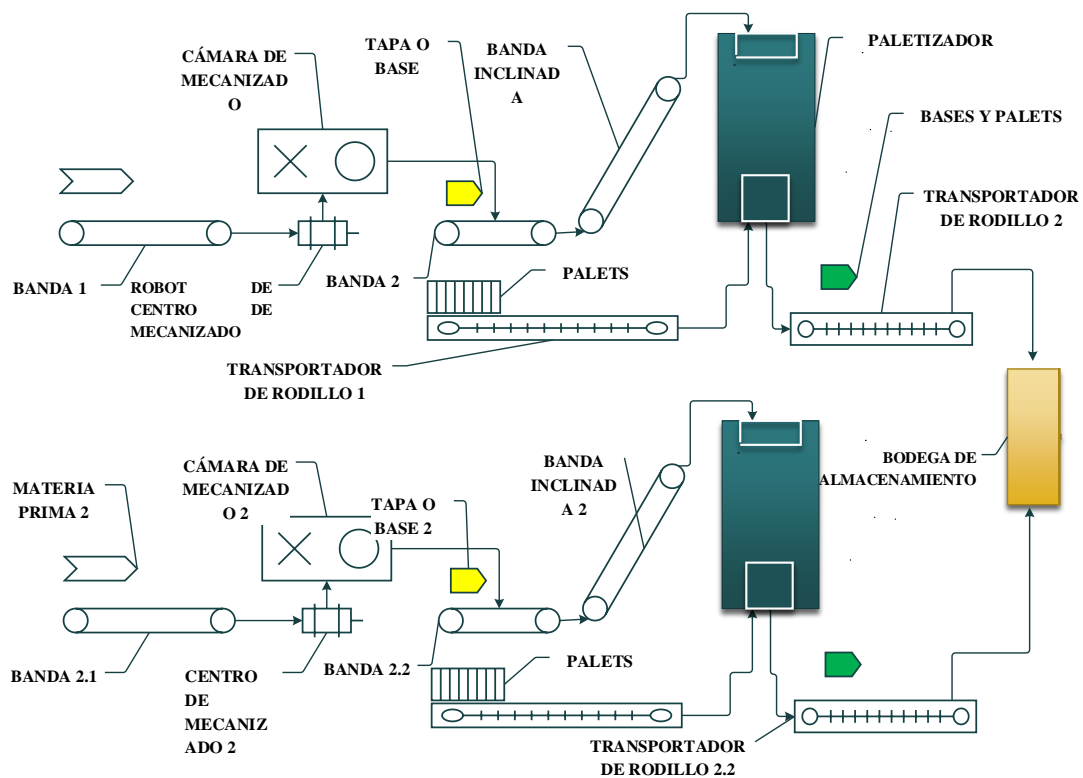 CÁMARA DE
MECANIZAD
O
TAPA O
BASE
BANDA
INCLINAD
A
PALETIZADOR
BASES Y PALETS
TRANSPORTADOR
DE RODILLO 2
BANDA 1
ROBOT DE
CENTRO DE
MECANIZADO
BANDA 2
PALETS
TRANSPORTADOR
DE RODILLO 1
MATERIA
PRIMA 2
CÁMARA DE
MECANIZAD
O 2
TAPA O
BASE 2
BANDA
INCLINAD
A 2
BODEGA DE
ALMACENAMIENTO
BANDA 2.1
CENTRO
DE
MECANIZ
ADO 2
BANDA 2.2
PALETS
TRANSPORTADOR
DE RODILLO 2.2